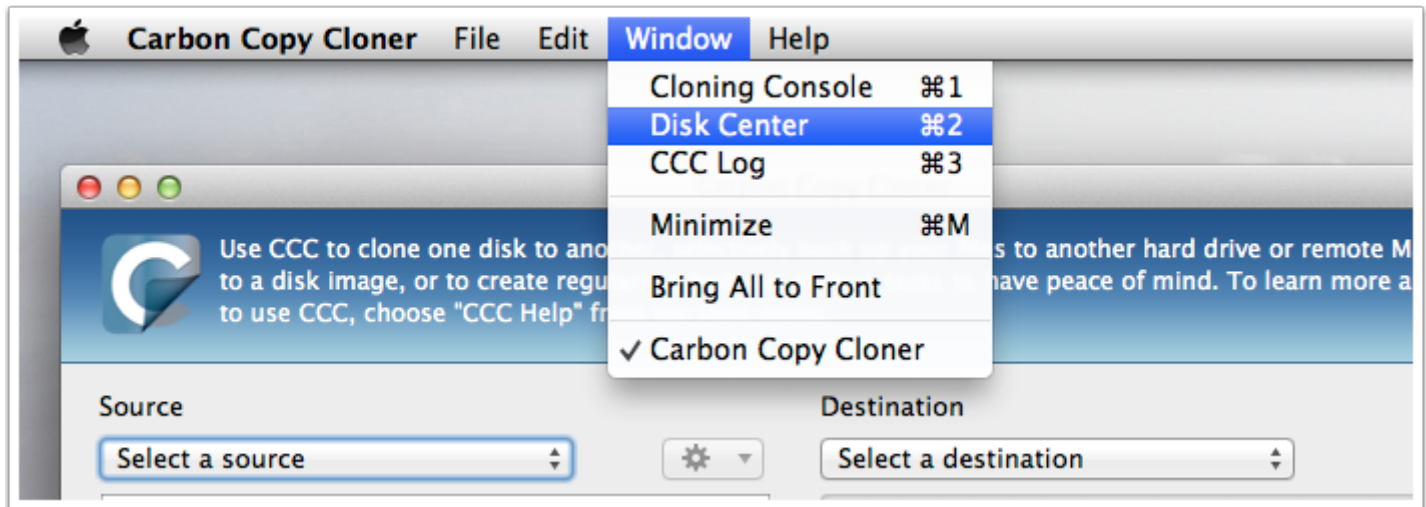 Carbon Copy Cloner File Edit Window Help
Cloning Console ⌘1
Disk Center ⌘2
CCC Log ⌘3
Minimize ⌘M
Bring All to Front
✓ Carbon Copy Cloner
Use CCC to clone one disk to ano s to another hard drive or remote M
to a disk image, or to create regu have peace of mind. To learn more a
to use CCC, choose "CCC Help" fr
Source Destination
Select a source Select a destination